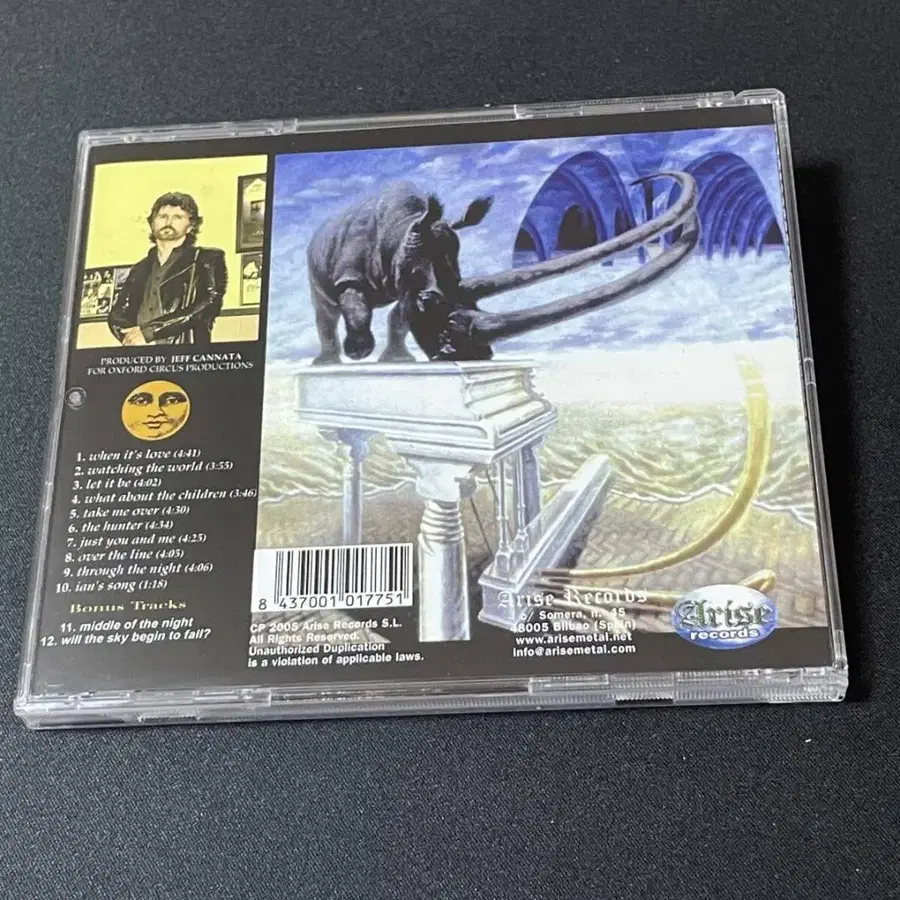 PRODUCED BY JEFF CANNATA
FOR OXFORD CIRCUS PRODUCTIONS
1. when it's love (4:41)
2. watching the world (3:55)
3. let it be (4:02)
4. what about the children (3:46)
5. take me over (4:30)
6. the hunter (4:34)
7. just you and me (4:25)
8. over the line (4:05)
9. through the night (4:06)
10. ian's song (1:18)
Bonus Tracks
11. middle of the night
12. will the sky begin to fall?
8 437001 017751
CP 2005 Arise Records S.L.
All Rights Reserved.
Unauthorized Duplication
is a violation of applicable laws.
Arise Records
c/ Somera, n. 45
48005 Bilbao (Spain)
www.arisemetal.net
info@arisemetal.com
Arise
records